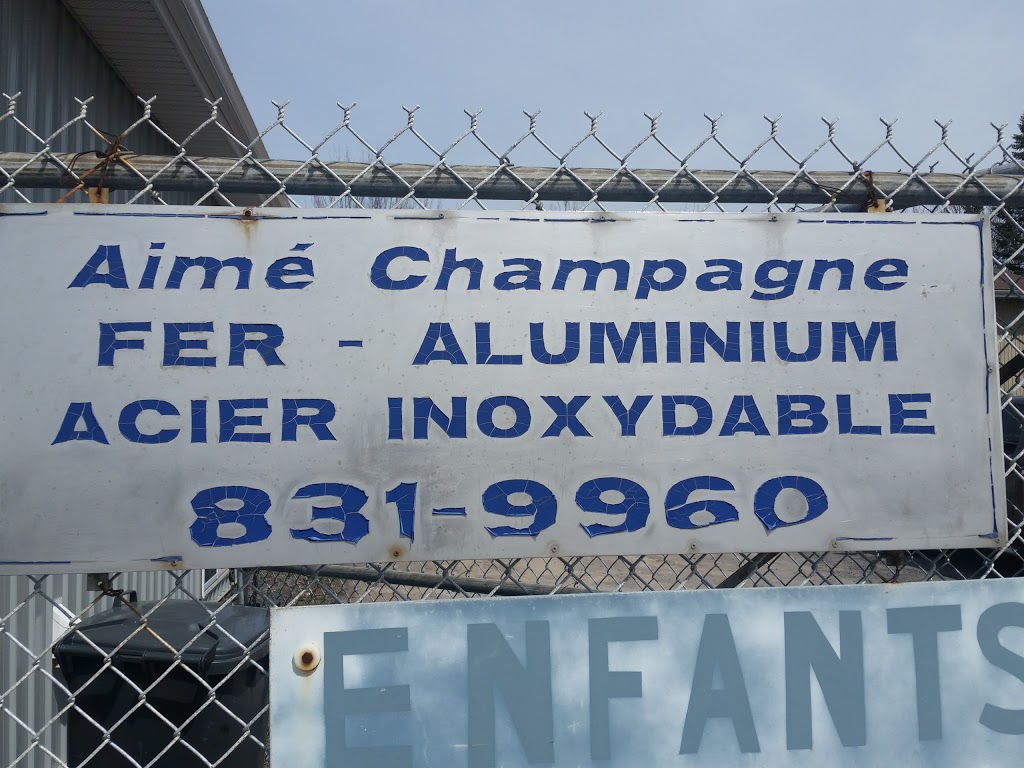 Aimé Champagne
FER - ALUMINIUM
ACIER INOXYDABLE
831-9960
ENFANTS